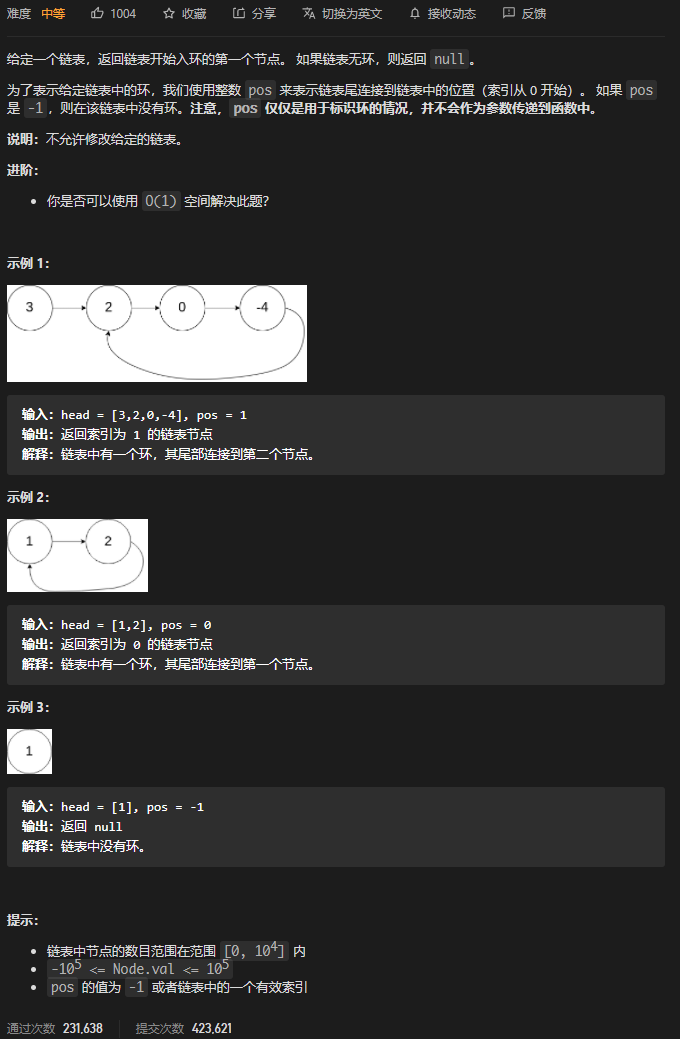 难度 中等 1004 收藏 分享 切换为英文 接收动态 反馈
给定一个链表，返回链表开始入环的第一个节点。 如果链表无环，则返回 null。
为了表示给定链表中的环，我们使用整数 pos 来表示链表尾连接到链表中的位置（索引从 0 开始）。 如果 pos
是 -1，则在该链表中没有环。注意，pos 仅仅是用于标识环的情况，并不会作为参数传递到函数中。
说明：不允许修改给定的链表。
进阶：
• 你是否可以使用 O(1) 空间解决此题？
示例 1：
3 2 0 -4
输入：head = [3,2,0,-4], pos = 1
输出：返回索引为 1 的链表节点
解释：链表中有一个环，其尾部连接到第二个节点。
示例 2：
1 2
输入：head = [1,2], pos = 0
输出：返回索引为 0 的链表节点
解释：链表中有一个环，其尾部连接到第一个节点。
示例 3：
1
输入：head = [1], pos = -1
输出：返回 null
解释：链表中没有环。
提示：
• 链表中节点的数目范围在范围 [0, 10⁴] 内
• -10⁵ <= Node.val <= 10⁵
• pos 的值为 -1 或者链表中的一个有效索引
通过次数 231,638 提交次数 423,621